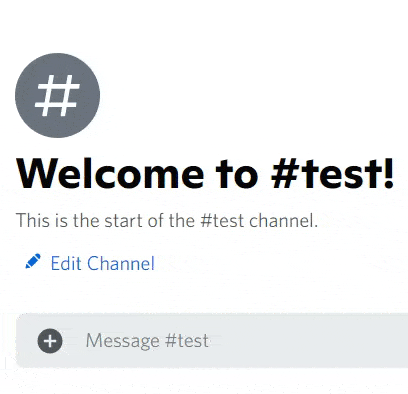 #
Welcome to #test!
This is the start of the #test channel.
Edit Channel
Message #test